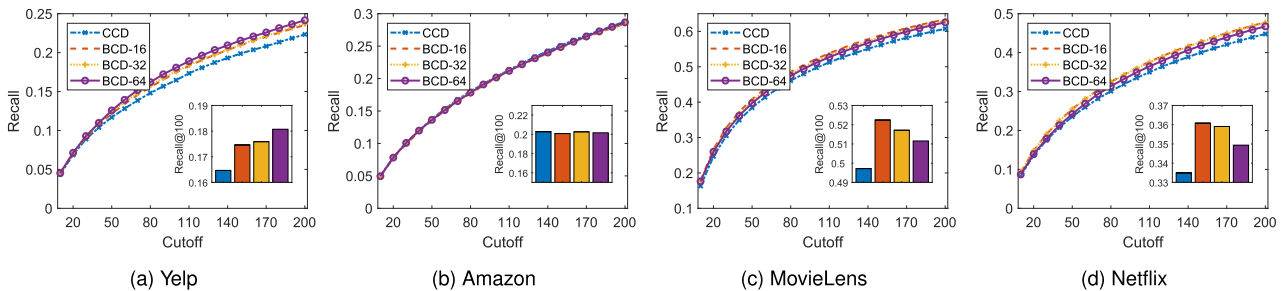 0.25
0.2
0.15
0.1
0.05
0
Recall
CCD
BCD-16
BCD-32
BCD-64
0.19
0.18
0.17
0.16
Recall@100
20 50 80 110 140 170 200
Cutoff
(a) Yelp
0.3
0.2
0.1
0
Recall
CCD
BCD-16
BCD-32
BCD-64
0.22
0.20
0.18
0.16
Recall@100
20 50 80 110 140 170 200
Cutoff
(b) Amazon
0.6
0.5
0.4
0.3
0.2
0.1
Recall
CCD
BCD-16
BCD-32
BCD-64
0.53
0.52
0.51
0.5
0.49
Recall@100
20 50 80 110 140 170 200
Cutoff
(c) MovieLens
0.5
0.4
0.3
0.2
0.1
0
Recall
CCD
BCD-16
BCD-32
BCD-64
0.37
0.36
0.35
0.34
0.33
Recall@100
20 50 80 110 140 170 200
Cutoff
(d) Netflix